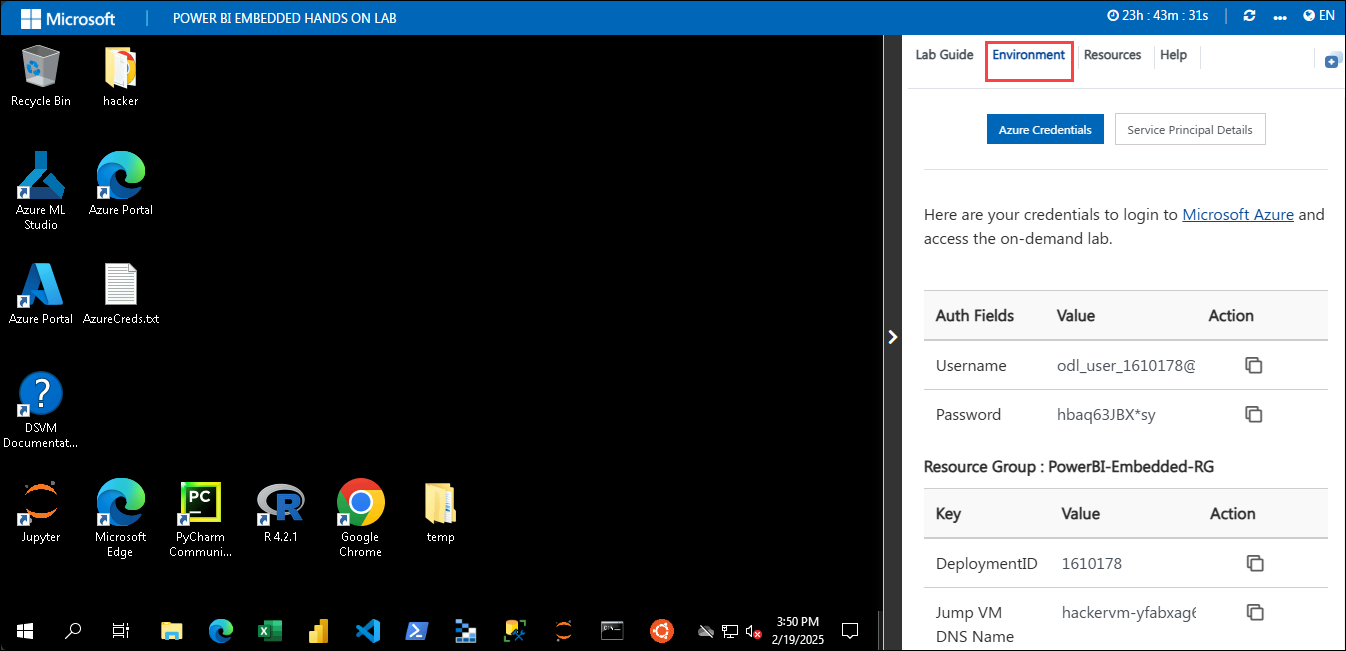 Microsoft
POWER BI EMBEDDED HANDS ON LAB
23h : 43m : 31s
EN
Recycle Bin
hacker
Azure ML
Studio
Azure Portal
Azure Portal
AzureCreds.txt
DSVM
Documentat...
Jupyter
Microsoft
Edge
PC
PyCharm
Communi...
R 4.2.1
Google
Chrome
temp
3:50 PM
2/19/2025
Lab Guide
Environment
Resources
Help
Azure Credentials
Service Principal Details
Here are your credentials to login to Microsoft Azure and
access the on-demand lab.
Auth Fields Value Action
Username odl_user_1610178@
Password hbaq63JBX*sy
Resource Group : PowerBI-Embedded-RG
Key Value Action
DeploymentID 1610178
Jump VM hackervm-yfabxag6
DNS Name